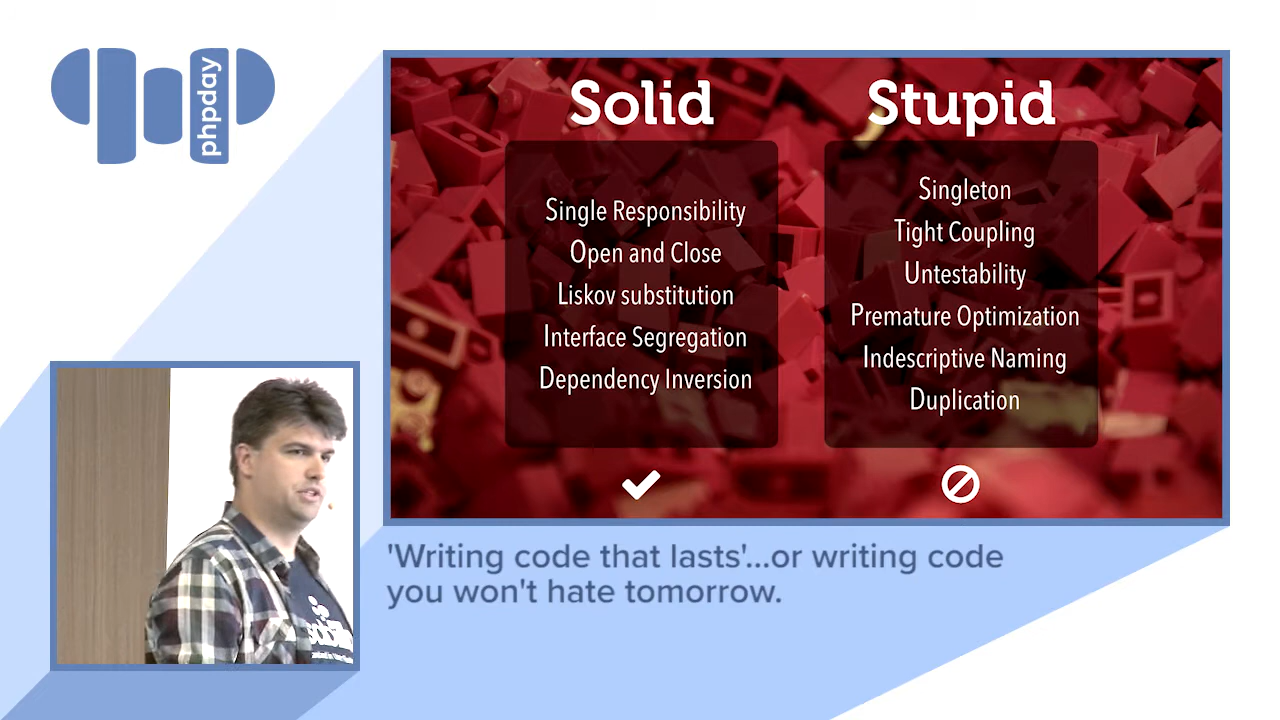 phpday
Solid
Single Responsibility
Open and Close
Liskov substitution
Interface Segregation
Dependency Inversion
Stupid
Singleton
Tight Coupling
Untestability
Premature Optimization
Indescriptive Naming
Duplication
'Writing code that lasts'...or writing code
you won't hate tomorrow.